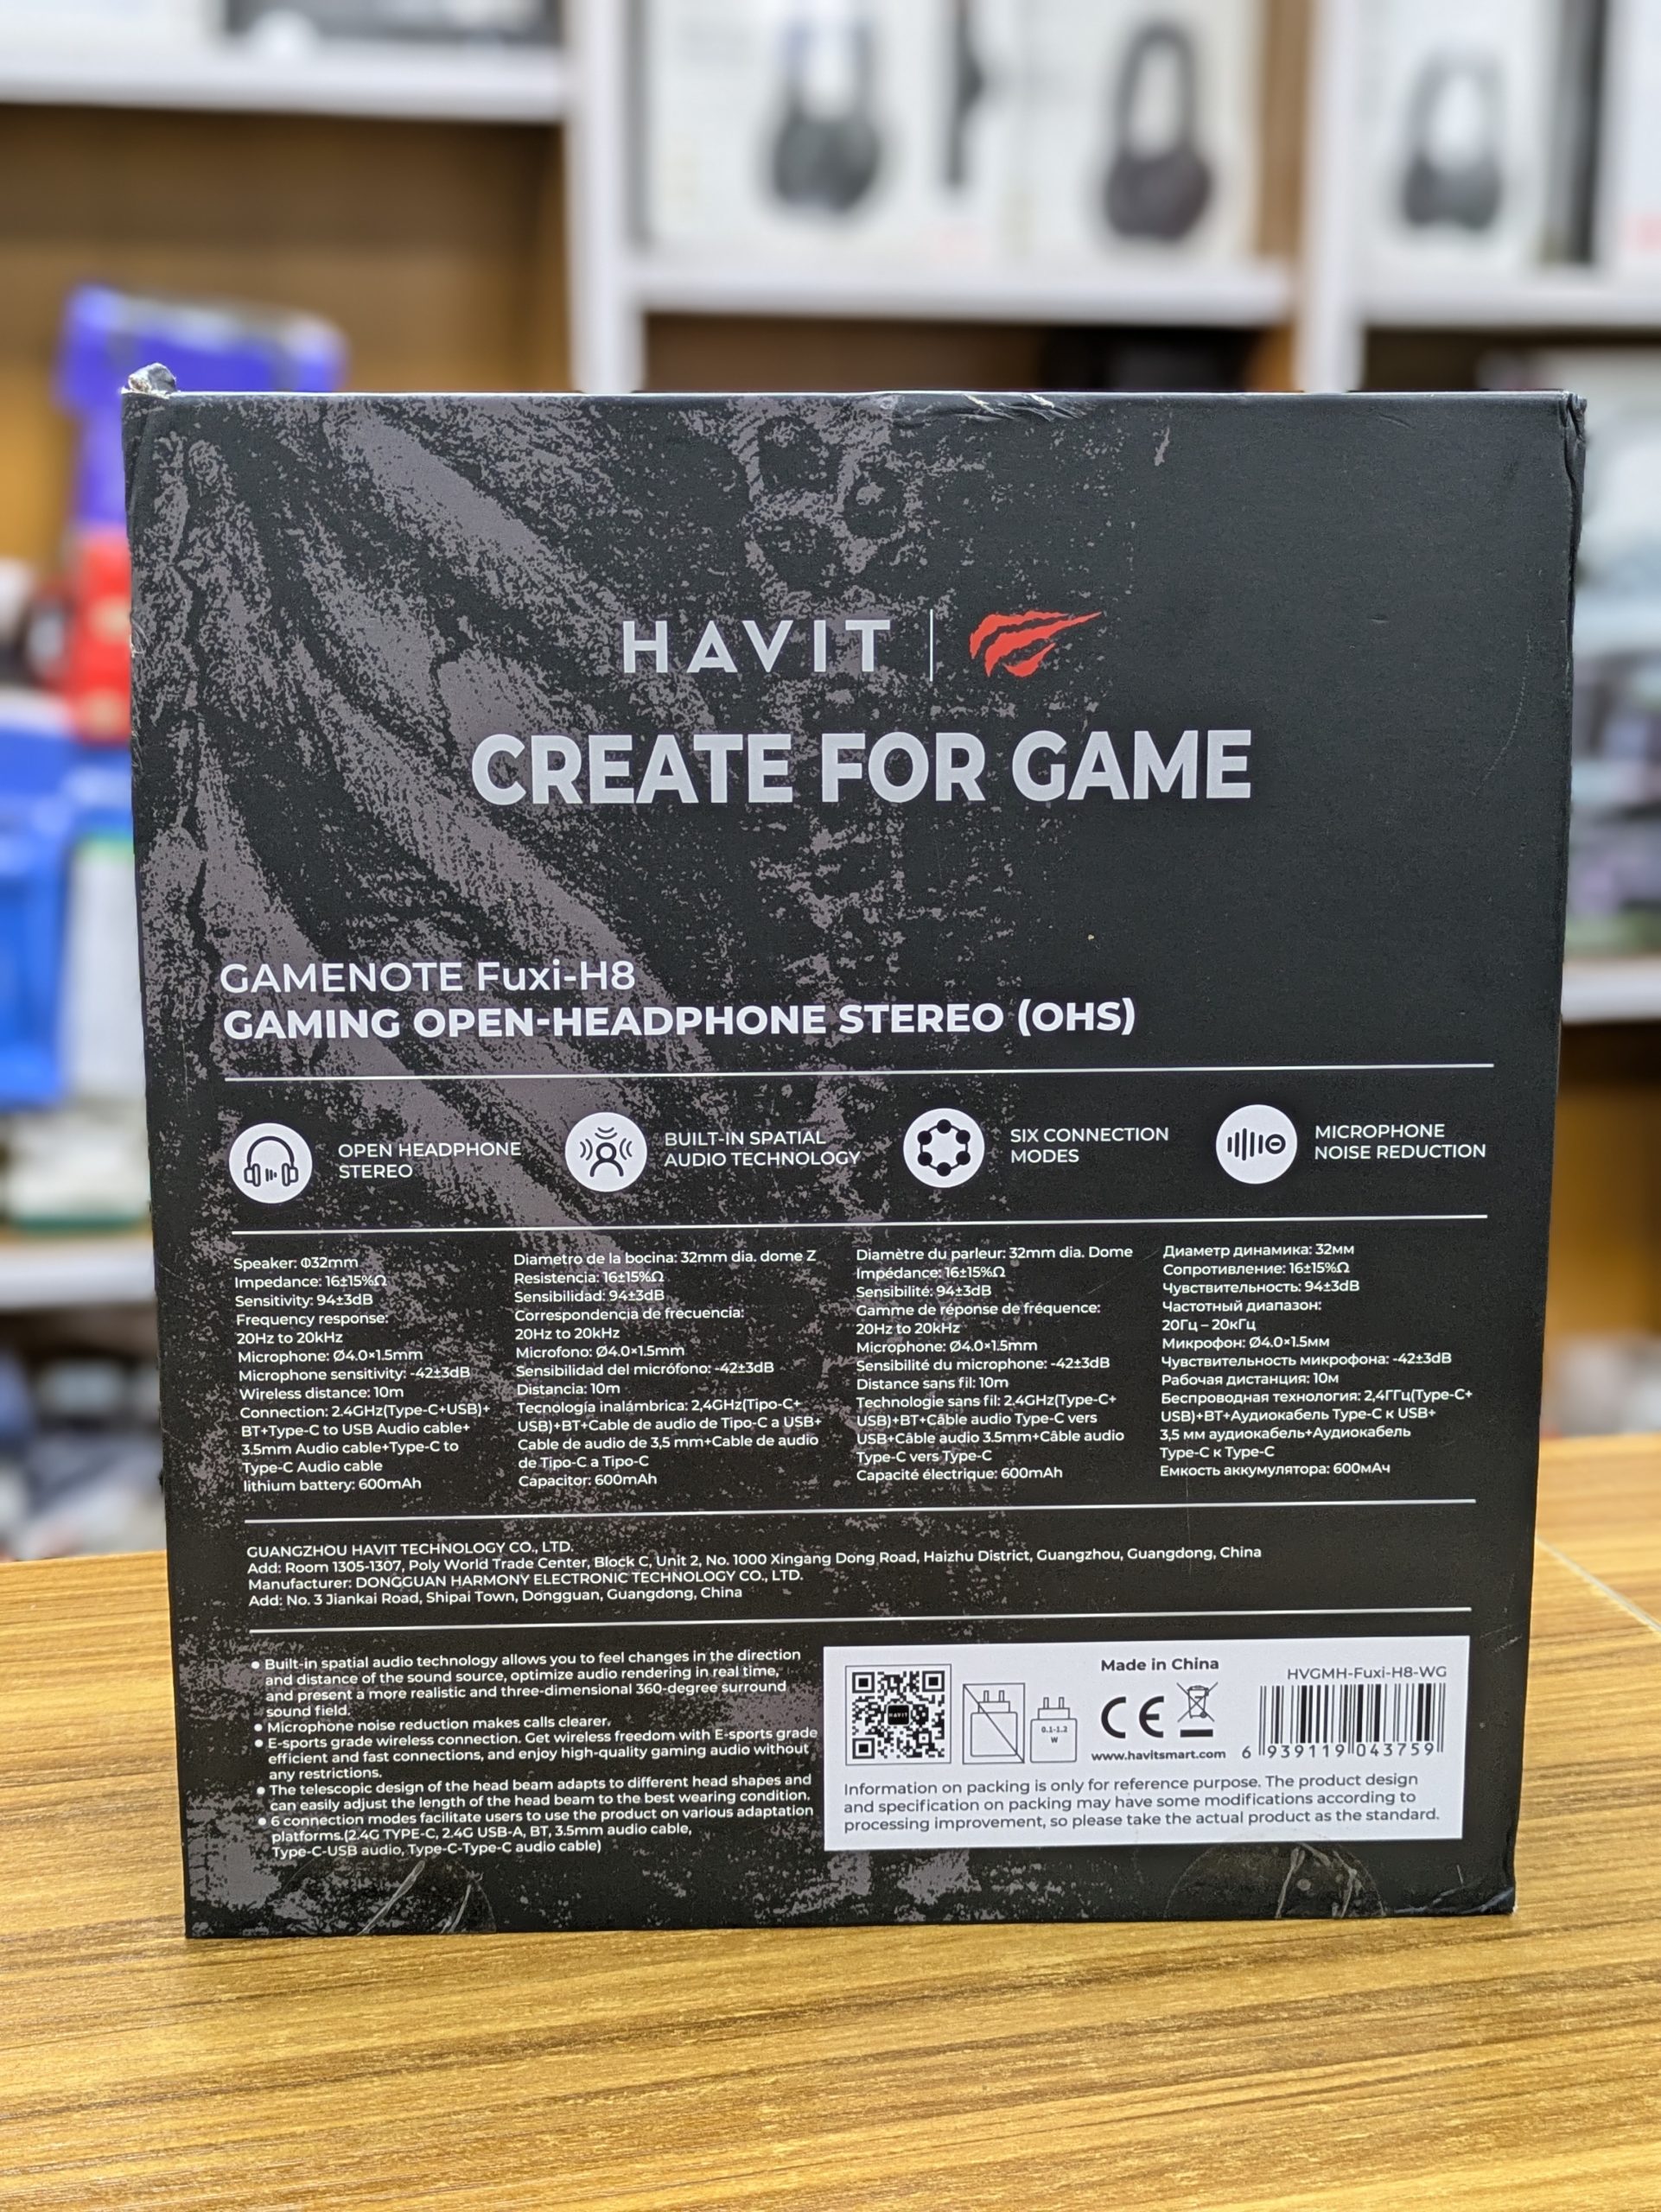 HAVIT
CREATE FOR GAME
GAMENOTE Fuxi-H8
GAMING OPEN-HEADPHONE STEREO (OHS)
OPEN HEADPHONE
STEREO
BUILT-IN SPATIAL
AUDIO TECHNOLOGY
SIX CONNECTION
MODES
MICROPHONE
NOISE REDUCTION
Speaker: Φ32mm
Impedance: 16±15%Ω
Sensitivity: 94±3dB
Frequency response:
20Hz to 20kHz
Microphone: Ø4.0×1.5mm
Microphone sensitivity: -42±3dB
Wireless distance: 10m
Connection: 2.4GHz(Type-C+USB)+
BT+Type-C to USB Audio cable+
3.5mm Audio cable+Type-C to
Type-C Audio cable
lithium battery: 600mAh
Diametro de la bocina: 32mm dia. dome Z
Resistencia: 16±15%Ω
Sensibilidad: 94±3dB
Correspondencia de frecuencia:
20Hz to 20kHz
Microfono: Ø4.0×1.5mm
Sensibilidad del micrófono: -42±3dB
Distancia: 10m
Tecnología inalámbrica: 2,4GHz(Tipo-C+
USB)+BT+Cable de audio de Tipo-C a USB+
Cable de audio de 3,5 mm+Cable de audio
de Tipo-C a Tipo-C
Capacitor: 600mAh
Diamètre du parleur: 32mm dia. Dome
Impédance: 16±15%Ω
Sensibilité: 94±3dB
Gamme de réponse de fréquence:
20Hz to 20kHz
Microphone: Ø4.0×1.5mm
Sensibilité du microphone: -42±3dB
Distance sans fil: 10m
Technologie sans fil: 2.4GHz(Type-C+
USB)+BT+Câble audio Type-C vers
USB+Câble audio 3.5mm+Câble audio
Type-C vers Type-C
Capacité électrique: 600mAh
Диаметр динамика: 32мм
Сопротивление: 16±15%Ω
Чувствительность: 94±3dB
Частотный диапазон:
20Гц – 20кГц
Микрофон: Ø4.0×1.5мм
Чувствительность микрофона: -42±3dB
Рабочая дистанция: 10м
Беспроводная технология: 2,4ГГц(Type-C+
USB)+BT+Аудиокабель Type-C к USB+
3,5 мм аудиокабель+Аудиокабель
Type-C к Type-C
Емкость аккумулятора: 600мАч
GUANGZHOU HAVIT TECHNOLOGY CO., LTD.
Add: Room 1305-1307, Poly World Trade Center, Block C, Unit 2, No. 1000 Xingang Dong Road, Haizhu District, Guangzhou, Guangdong, China
Manufacturer: DONGGUAN HARMONY ELECTRONIC TECHNOLOGY CO., LTD.
Add: No. 3 Jiankai Road, Shipai Town, Dongguan, Guangdong, China
● Built-in spatial audio technology allows you to feel changes in the direction
and distance of the sound source, optimize audio rendering in real time,
and present a more realistic and three-dimensional 360-degree surround
sound field.
● Microphone noise reduction makes calls clearer.
● E-sports grade wireless connection. Get wireless freedom with E-sports grade
efficient and fast connections, and enjoy high-quality gaming audio without
any restrictions.
● The telescopic design of the head beam adapts to different head shapes and
can easily adjust the length of the head beam to the best wearing condition.
● 6 connection modes facilitate users to use the product on various adaptation
platforms.(2.4G TYPE-C, 2.4G USB-A, BT, 3.5mm audio cable,
Type-C-USB audio, Type-C-Type-C audio cable)
HAVIT
0.1-1.2
W
Made in China
CE
www.havitsmart.com
HVGMH-Fuxi-H8-WG
6 939119 043759
Information on packing is only for reference purpose. The product design
and specification on packing may have some modifications according to
processing improvement, so please take the actual product as the standard.